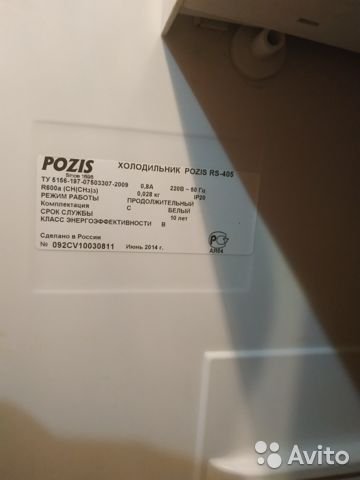 POZIS
Since 1898
ХОЛОДИЛЬНИК POZIS RS-405
ТУ 5156-197-07503307-2009 0,8А 220В ~ 50 Гц
R600a (CH(CH3)3) 0,028 кг IP20
РЕЖИМ РАБОТЫ ПРОДОЛЖИТЕЛЬНЫЙ
Комплектация С БЕЛЫЙ
СРОК СЛУЖБЫ 10 лет
КЛАСС ЭНЕРГОЭФФЕКТИВНОСТИ В
Сделано в России
№ 092CV10030811 Июнь 2014 г.
АЯ64
Avito